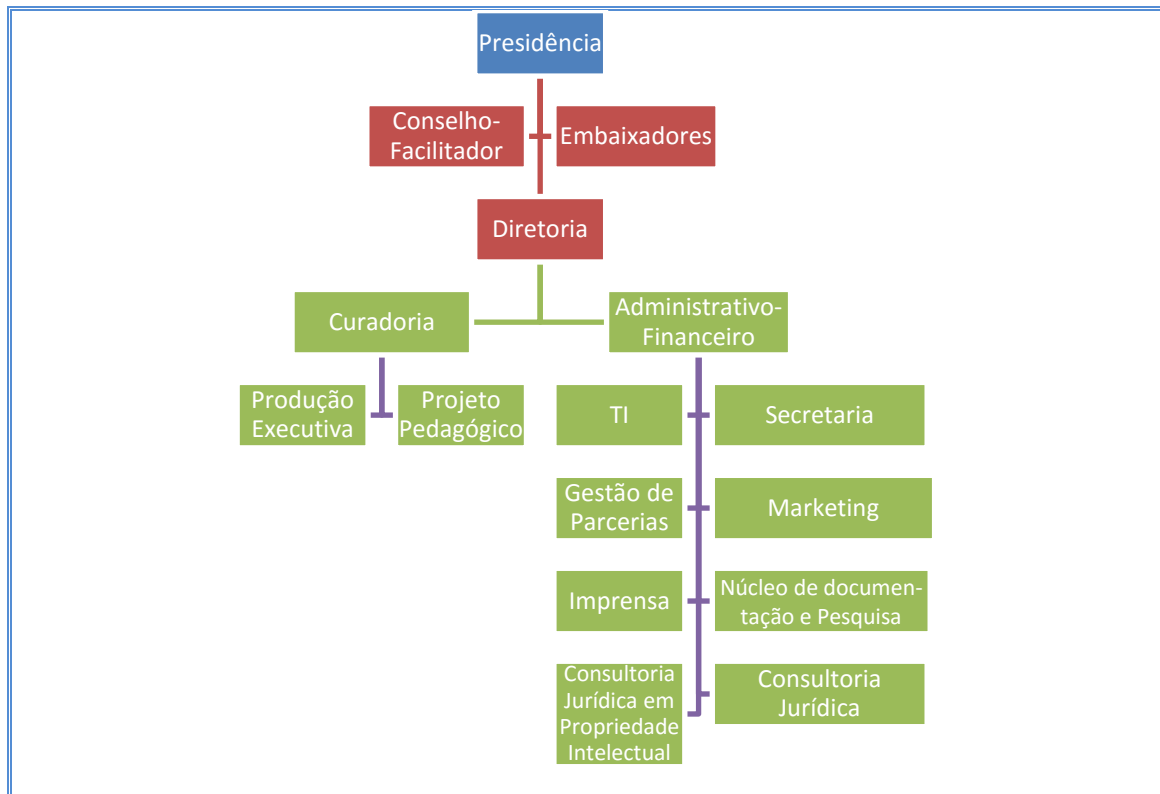 Presidência
Conselho-
Facilitador
Embaixadores
Diretoria
Curadoria
Administrativo-
Financeiro
Produção
Executiva
Projeto
Pedagógico
TI
Secretaria
Gestão de
Parcerias
Marketing
Imprensa
Núcleo de documen-
tação e Pesquisa
Consultoria
Jurídica em
Propriedade
Intelectual
Consultoria
Jurídica